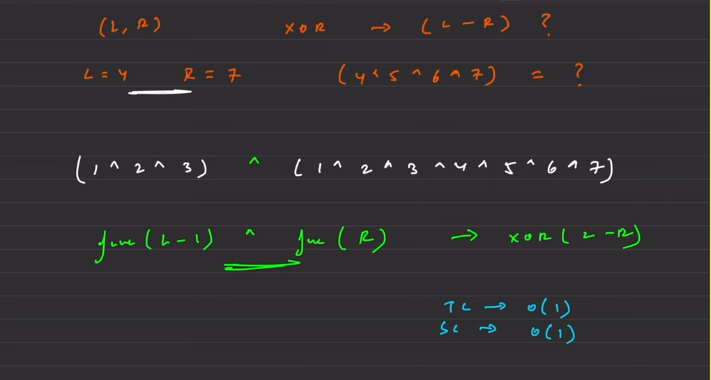 (L, R) XOR → (L - R) ?
L = 4 R = 7 (4 ^ 5 ^ 6 ^ 7) = ?
(1 ^ 2 ^ 3) ^ (1 ^ 2 ^ 3 ^ 4 ^ 5 ^ 6 ^ 7)
func(L-1) ^ func(R) → XOR(L-R)
TC → O(1)
SC → O(1)